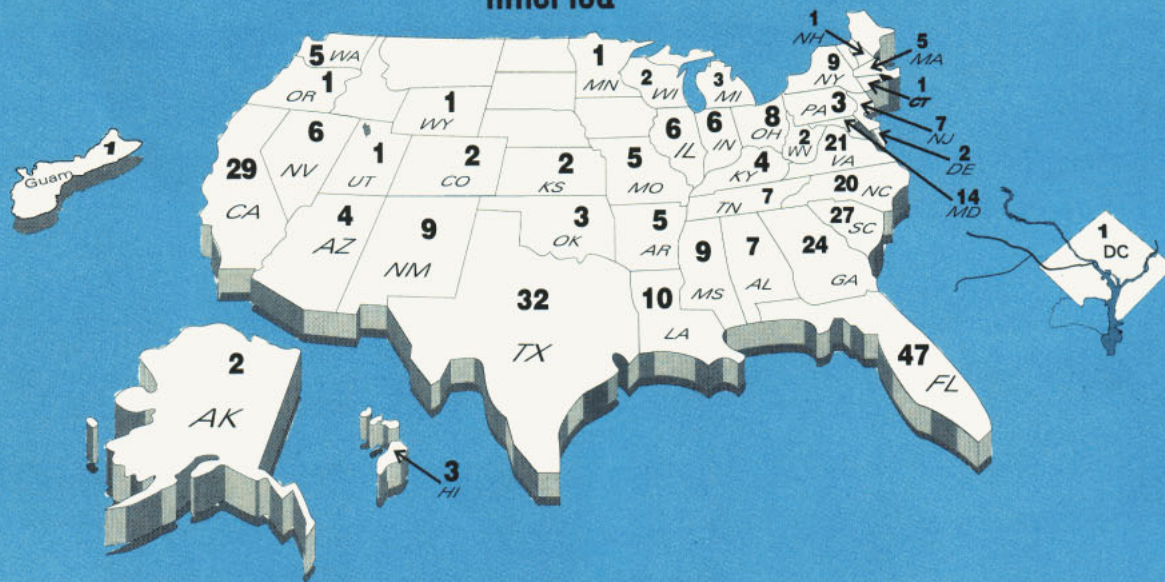 America
1
NH
5
MA
5 WA
1
OR
1
MN
2
WI
3
MI
9
NY
1
CT
1
WY
PA 3
7
NJ
6
NV
8
OH
6
IL
6
IN
2
WV
21
VA
2
DE
1
Guam
29
CA
1
UT
2
CO
2
KS
5
MO
4
KY
7
TN
20
NC
14
MD
4
AZ
9
NM
3
OK
5
AR
27
SC
1
DC
9
MS
7
AL
24
GA
32
TX
10
LA
47
FL
2
AK
3
HI